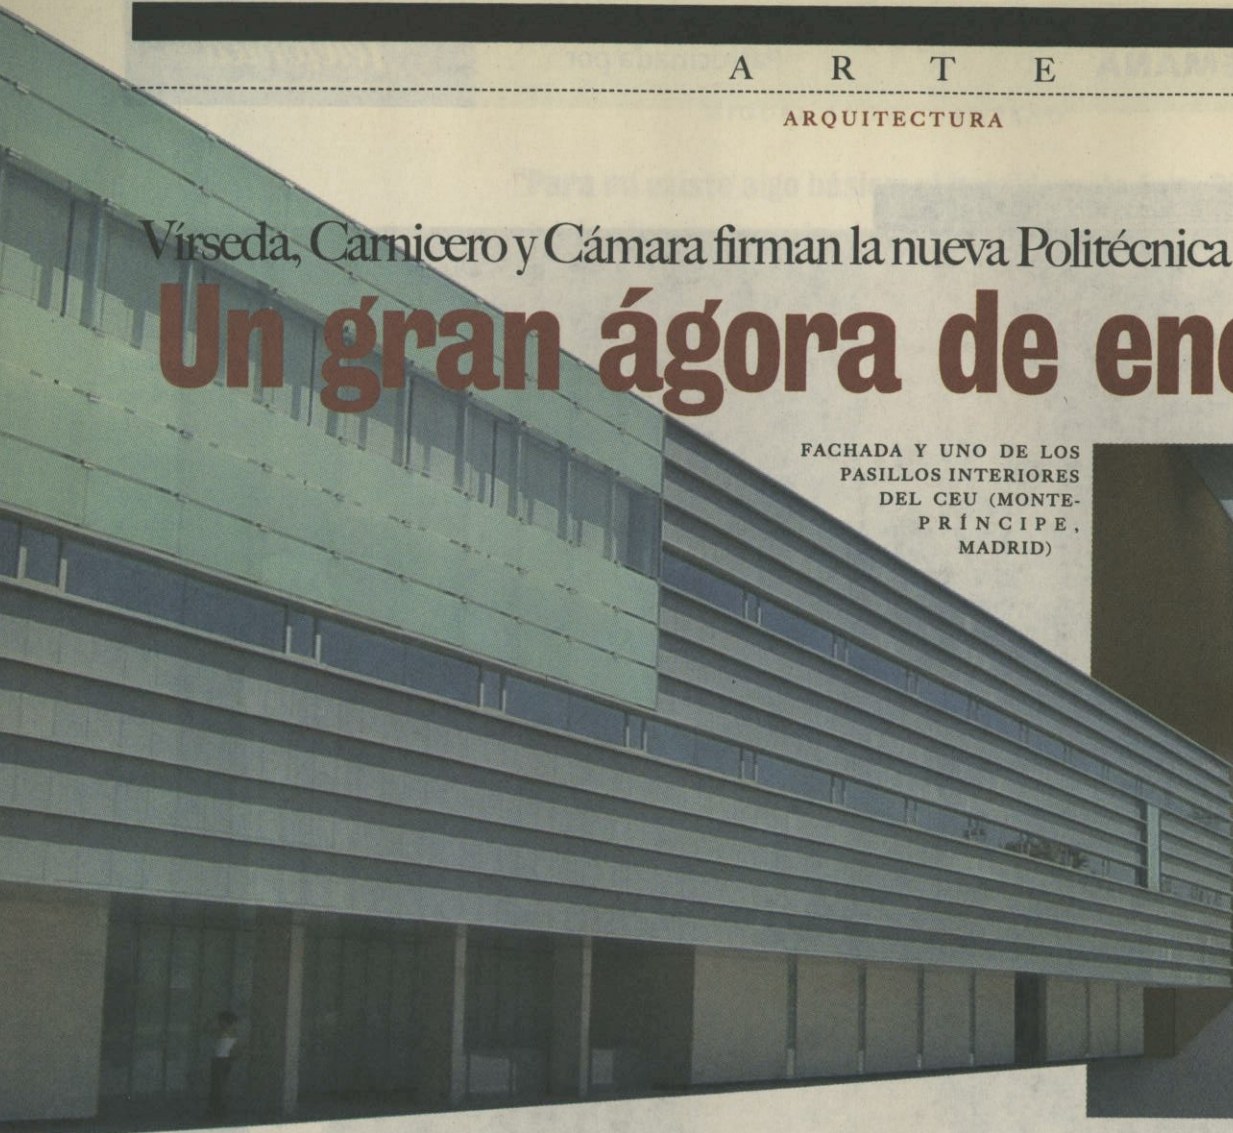 A R T E
ARQUITECTURA
Vírseda, Carnicero y Cámara firman la nueva Politécnica
Un gran ágora de
FACHADA Y UNO DE LOS
PASILLOS INTERIORES
DEL CEU (MONTE-
PRÍNCIPE,
MADRID)